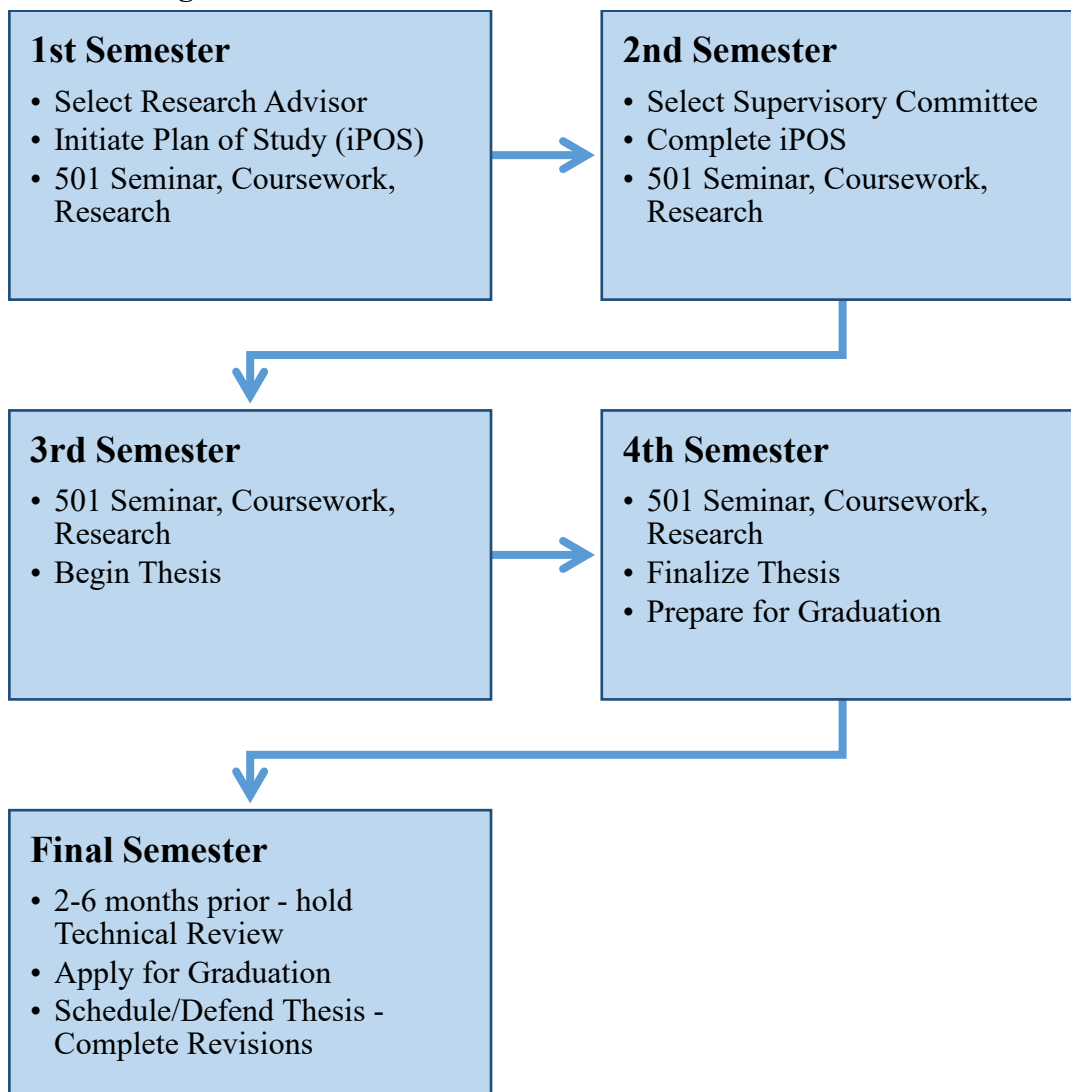 1st Semester
• Select Research Advisor
• Initiate Plan of Study (iPOS)
• 501 Seminar, Coursework,
Research
2nd Semester
• Select Supervisory Committee
• Complete iPOS
• 501 Seminar, Coursework,
Research
3rd Semester
• 501 Seminar, Coursework,
Research
• Begin Thesis
4th Semester
• 501 Seminar, Coursework,
Research
• Finalize Thesis
• Prepare for Graduation
Final Semester
• 2-6 months prior - hold
Technical Review
• Apply for Graduation
• Schedule/Defend Thesis -
Complete Revisions